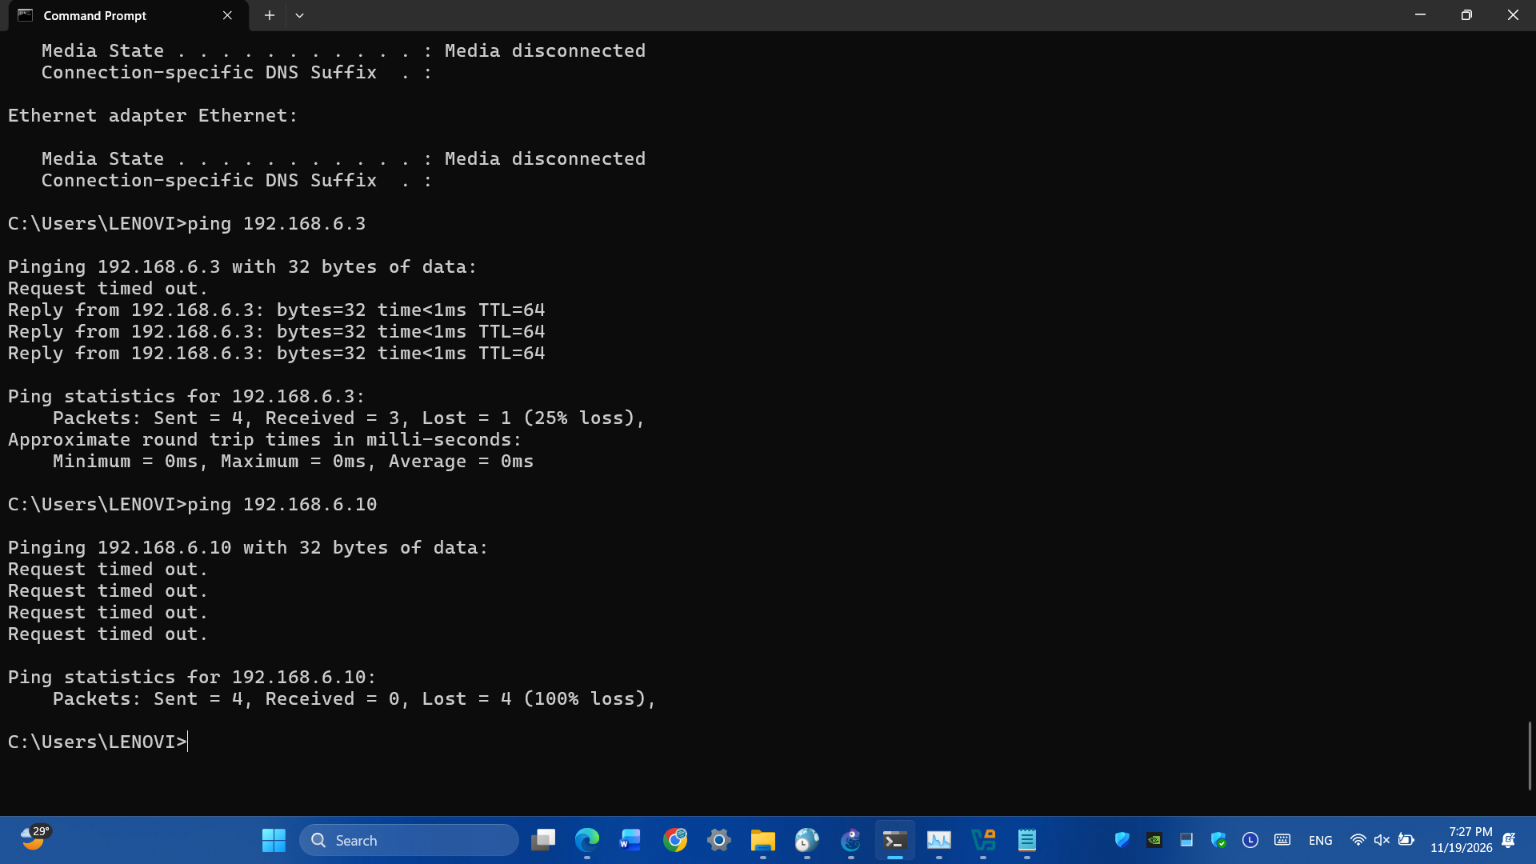 Command Prompt
Media State . . . . . . . . . . . : Media disconnected
Connection-specific DNS Suffix  . :
Ethernet adapter Ethernet:
Media State . . . . . . . . . . . : Media disconnected
Connection-specific DNS Suffix  . :
C:\Users\LENOVI>ping 192.168.6.3
Pinging 192.168.6.3 with 32 bytes of data:
Request timed out.
Reply from 192.168.6.3: bytes=32 time<1ms TTL=64
Reply from 192.168.6.3: bytes=32 time<1ms TTL=64
Reply from 192.168.6.3: bytes=32 time<1ms TTL=64
Ping statistics for 192.168.6.3:
Packets: Sent = 4, Received = 3, Lost = 1 (25% loss),
Approximate round trip times in milli-seconds:
Minimum = 0ms, Maximum = 0ms, Average = 0ms
C:\Users\LENOVI>ping 192.168.6.10
Pinging 192.168.6.10 with 32 bytes of data:
Request timed out.
Request timed out.
Request timed out.
Request timed out.
Ping statistics for 192.168.6.10:
Packets: Sent = 4, Received = 0, Lost = 4 (100% loss),
C:\Users\LENOVI>
29°
Search
ENG
7:27 PM
11/19/2026